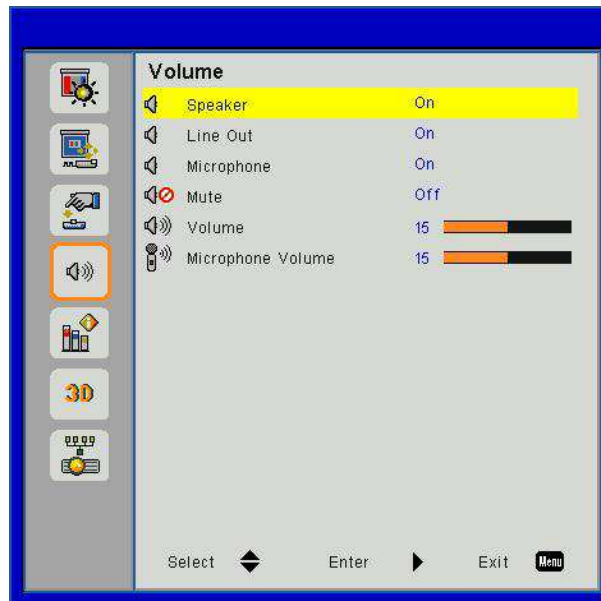 Volume
Speaker On
Line Out On
Microphone On
Mute Off
Volume 15
Microphone Volume 15
3D
Select Enter Exit Menu